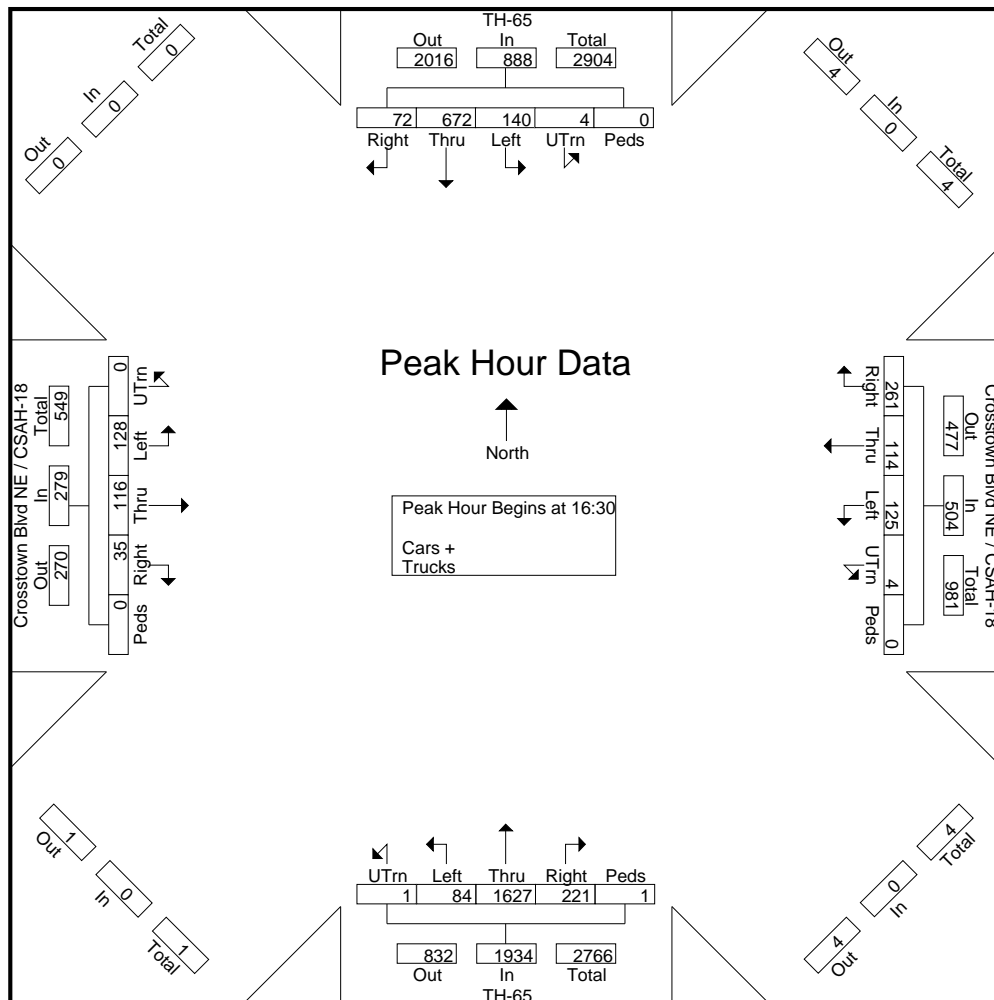 TH-65
Out In Total
2016 888 2904
72 672 140 4 0
Right Thru Left UTrn Peds
Out In Total
0 0 0
Out In Total
4 0 4
Crosstown Blvd NE / CSAH-18
Total In Out
549 279 270
0 128 116 35 0
UTrn Left Thru Right Peds
Peak Hour Data
North
Peak Hour Begins at 16:30
Cars +
Trucks
Right Thru Left UTrn Peds
261 114 125 4 0
Out In Total
477 504 981
Crosstown Blvd NE / CSAH-18
1 0 1
Out In Total
UTrn Left Thru Right Peds
1 84 1627 221 1
832 1934 2766
Out In Total
TH-65
4 0 4
Out In Total